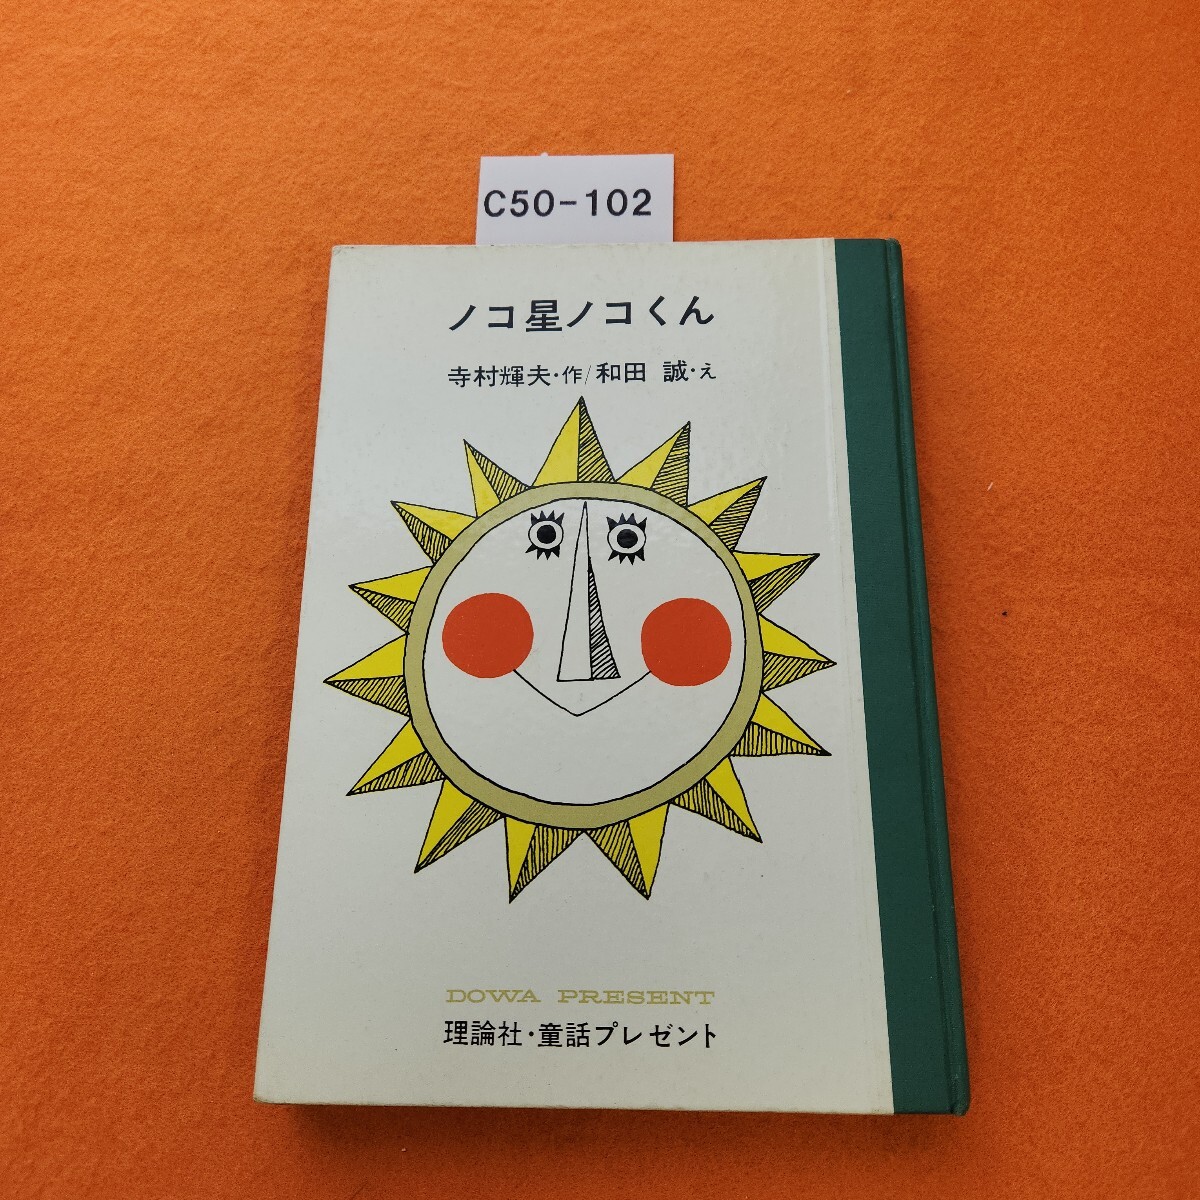 C50-102
ノコ星ノコくん
寺村輝夫・作/和田 誠・え
DOWA PRESENT
理論社・童話プレゼント